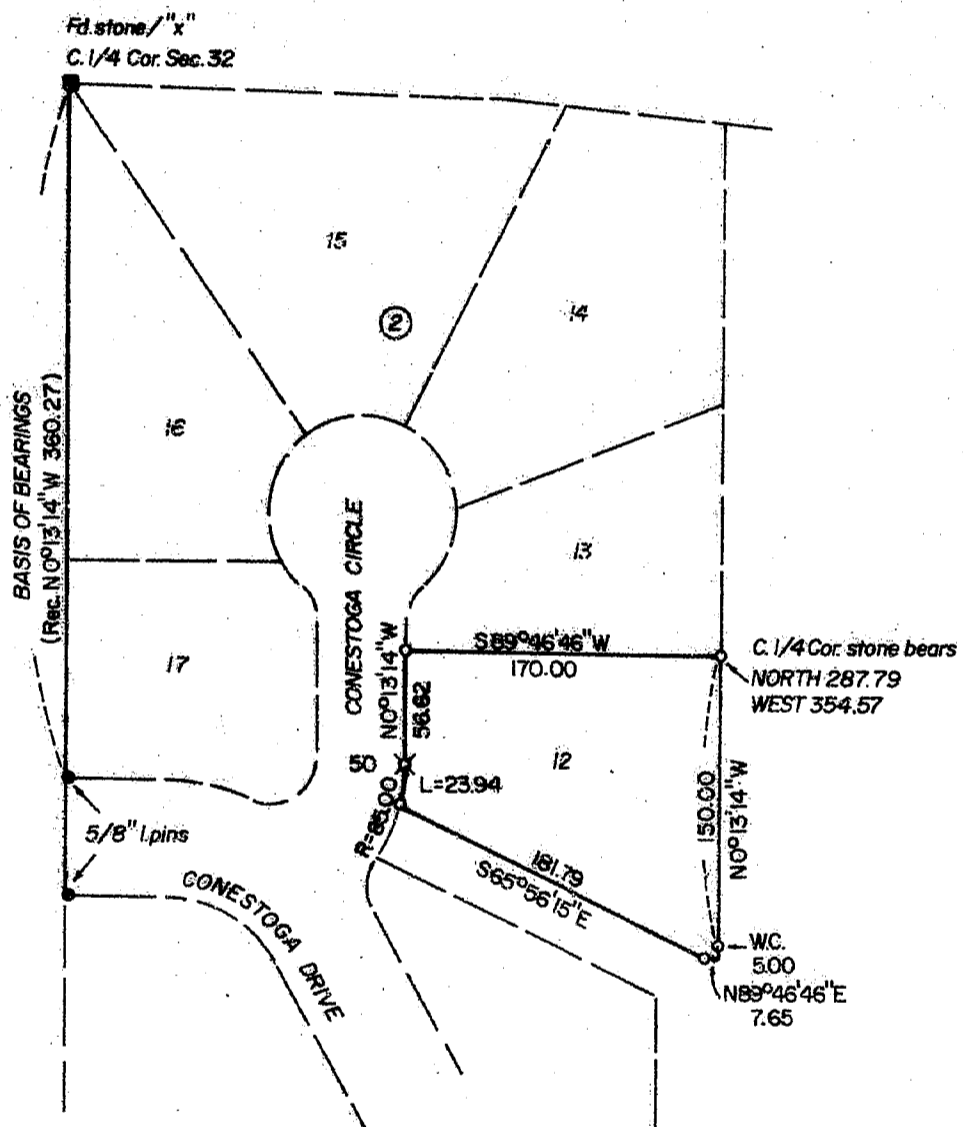 Fd. stone/"x"
C. 1/4 Cor. Sec. 32
15
14
2
BASIS OF BEARINGS
(Rec. N0°13'14"W 360.27)
16
CONESTOGA CIRCLE
13
N0°13'14"W
56.62
S89°46'46"W
170.00
C. 1/4 Cor. stone bears
NORTH 287.79
WEST 354.57
17
50
12
L=23.94
R=85.00
150.00
N0°13'14"W
5/8" I.pins
181.79
S65°56'15"E
CONESTOGA DRIVE
W.C.
5.00
N89°46'46"E
7.65